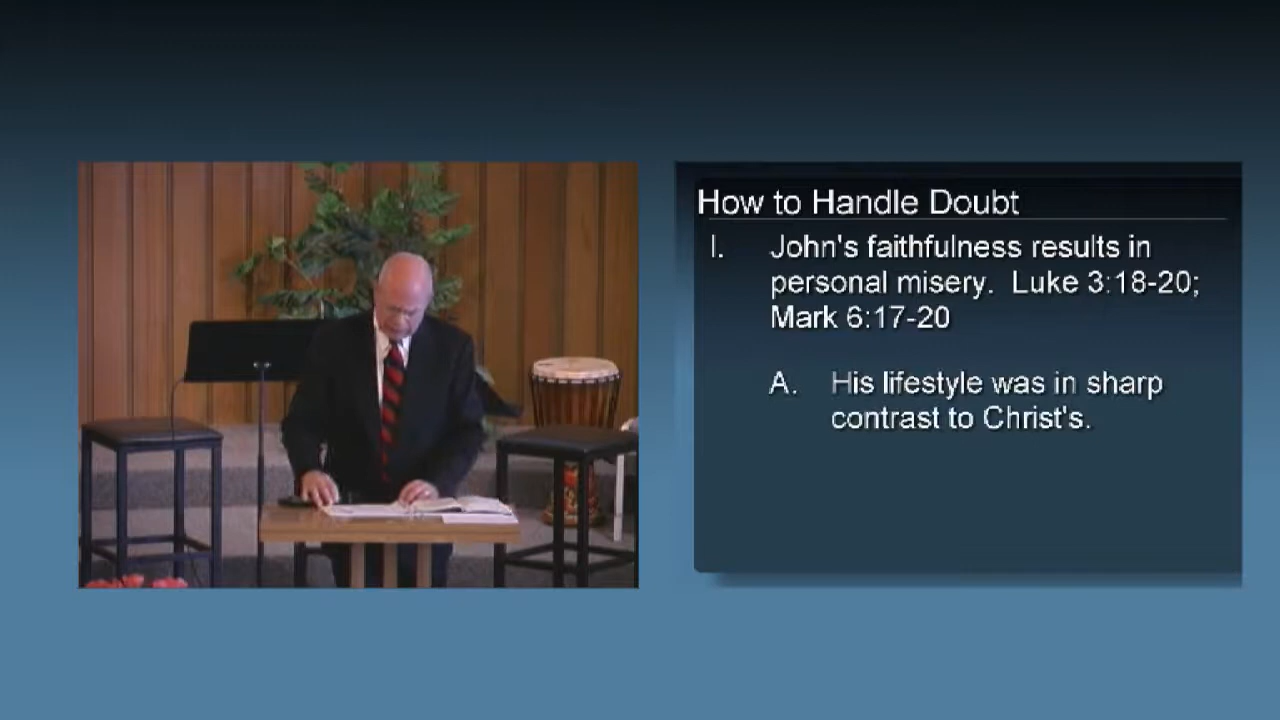 How to Handle Doubt
I. John's faithfulness results in
personal misery. Luke 3:18-20;
Mark 6:17-20
A. His lifestyle was in sharp
contrast to Christ's.